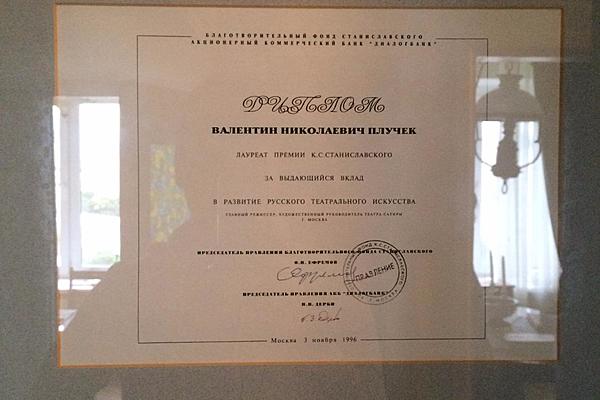 БЛАГОТВОРИТЕЛЬНЫЙ ФОНД СТАНИСЛАВСКОГО
АКЦИОНЕРНЫЙ КОММЕРЧЕСКИЙ БАНК "ДИАЛОГБАНК"
ДИПЛОМ
ВАЛЕНТИН НИКОЛАЕВИЧ ПЛУЧЕК
ЛАУРЕАТ ПРЕМИИ К.С.СТАНИСЛАВСКОГО
ЗА ВЫДАЮЩИЙСЯ ВКЛАД
В РАЗВИТИЕ РУССКОГО ТЕАТРАЛЬНОГО ИСКУССТВА
ГЛАВНЫЙ РЕЖИССЕР, ХУДОЖЕСТВЕННЫЙ РУКОВОДИТЕЛЬ ТЕАТРА САТИРЫ
Г. МОСКВА
ПРЕДСЕДАТЕЛЬ ПРАВЛЕНИЯ БЛАГОТВОРИТЕЛЬНОГО ФОНДА СТАНИСЛАВСКОГО
О.Н. ЕФРЕМОВ
ПРАВЛЕНИЕ
ПРЕДСЕДАТЕЛЬ ПРАВЛЕНИЯ АКБ "ДИАЛОГБАНК"
ДЕРБИ
Москва 3 ноября 1996